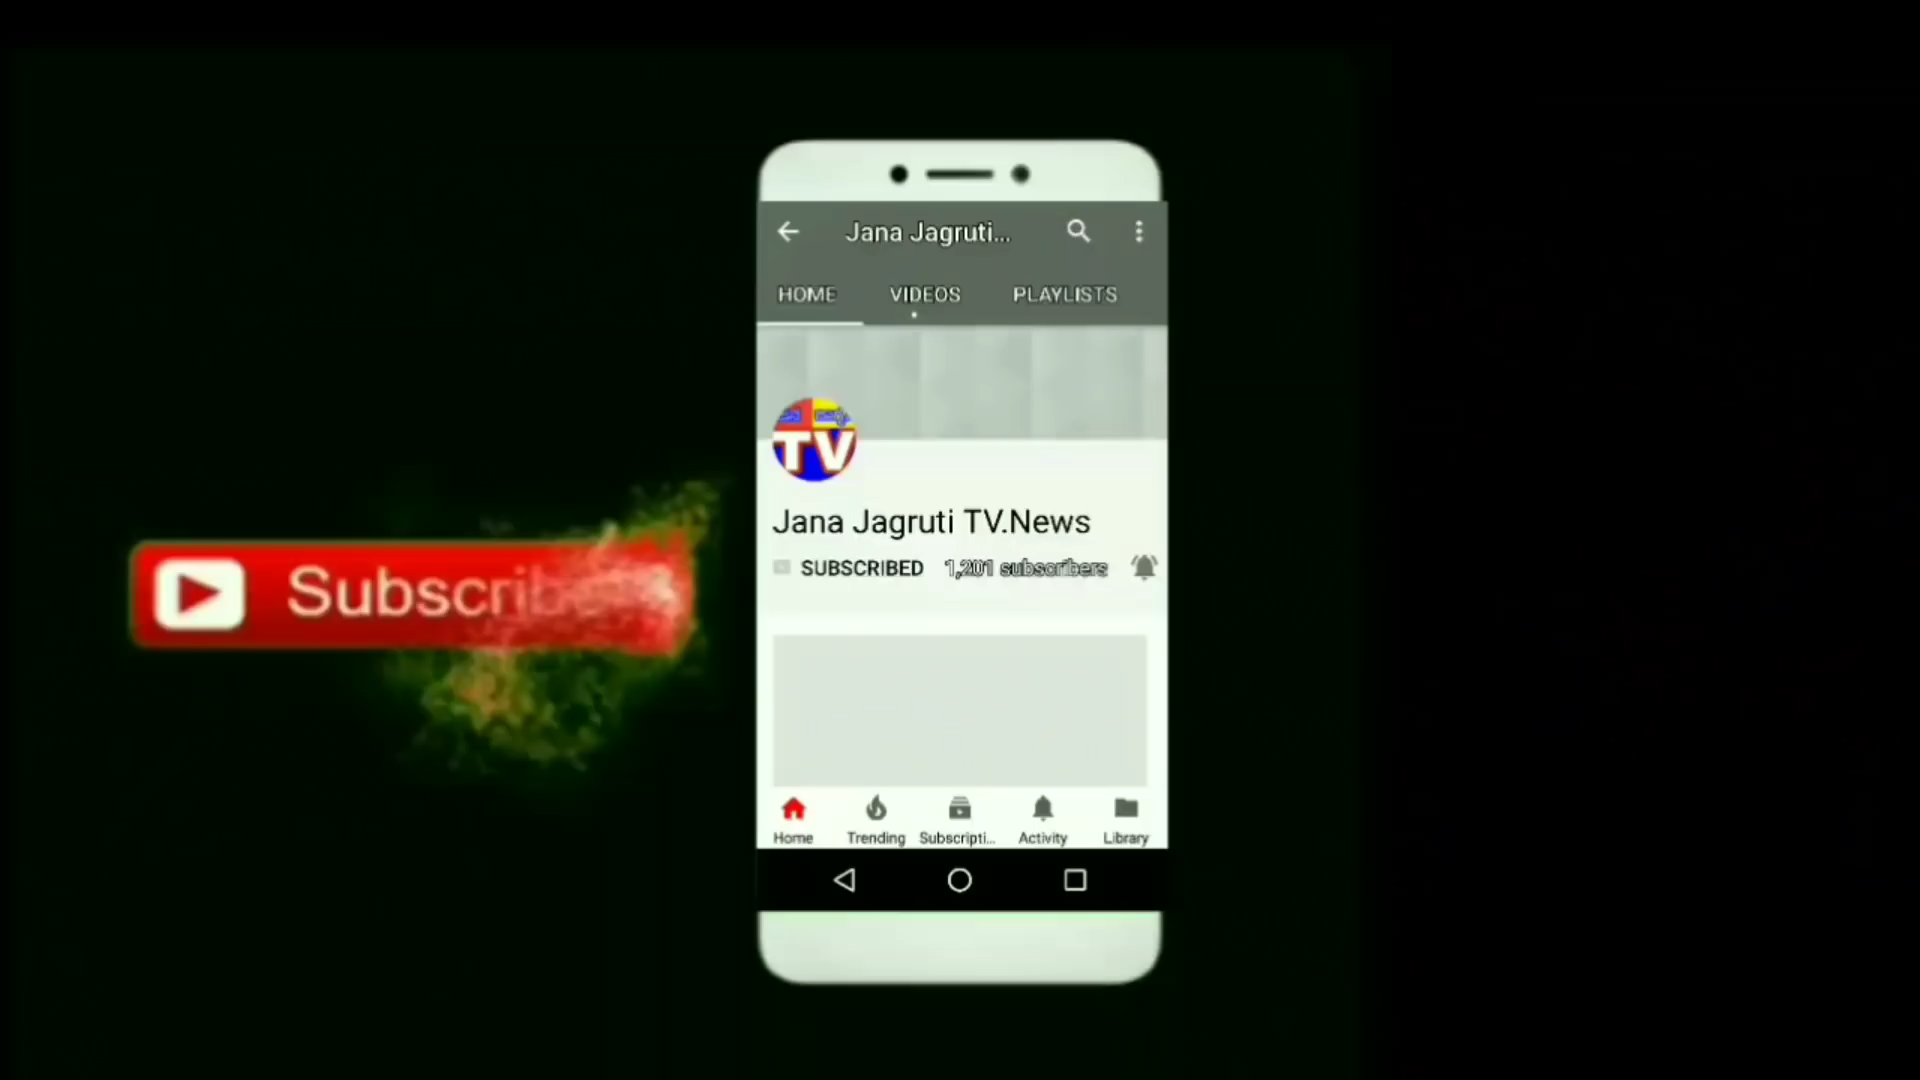 Jana Jagruti...
HOME VIDEOS PLAYLISTS
TV
Jana Jagruti TV.News
SUBSCRIBED 1,201 subscribers
Subscribe
Home Trending Subscripti... Activity Library